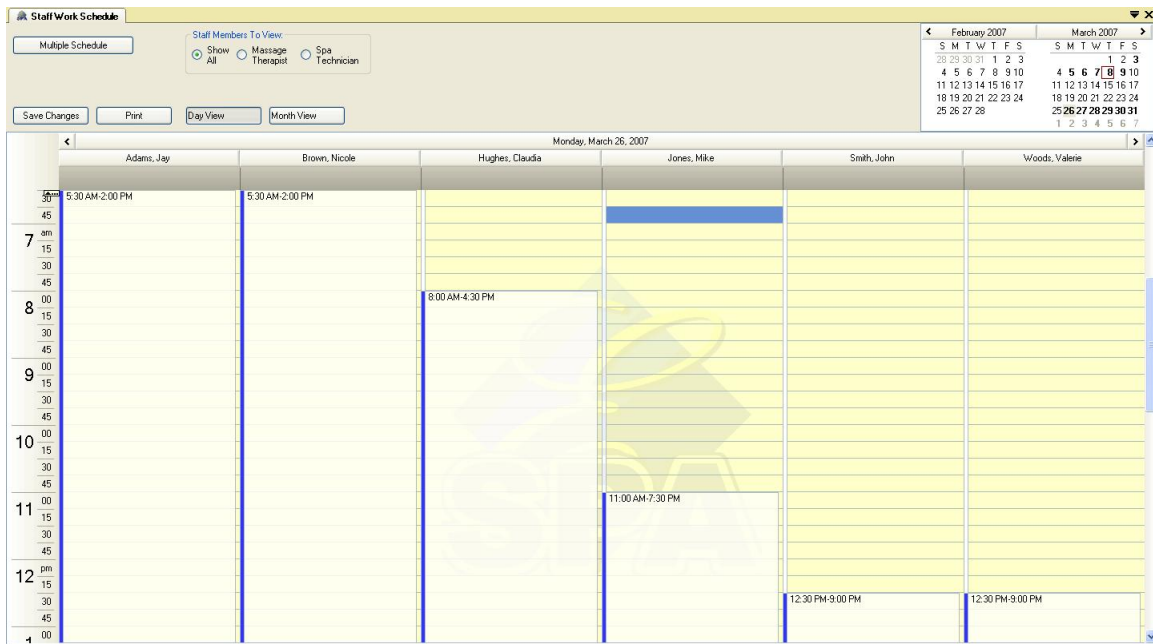 Staff Work Schedule
Multiple Schedule
Staff Members To View:
Show All
Massage Therapist
Spa Technician
Save Changes
Print
Day View
Month View
February 2007
S M T W T F S
28 29 30 31 1 2 3
4 5 6 7 8 9 10
11 12 13 14 15 16 17
18 19 20 21 22 23 24
25 26 27 28
March 2007
S M T W T F S
1 2 3
4 5 6 7 8 9 10
11 12 13 14 15 16 17
18 19 20 21 22 23 24
25 26 27 28 29 30 31
1 2 3 4 5 6 7
Monday, March 26, 2007
Adams, Jay
Brown, Nicole
Hughes, Claudia
Jones, Mike
Smith, John
Woods, Valerie
30
5:30 AM-2:00 PM
5:30 AM-2:00 PM
45
7 am
15
30
45
8 00
8:00 AM-4:30 PM
15
30
45
9 00
15
30
45
10 00
15
30
45
11 00
11:00 AM-7:30 PM
15
30
45
12 pm
15
30
12:30 PM-9:00 PM
12:30 PM-9:00 PM
45
1 00
SPA